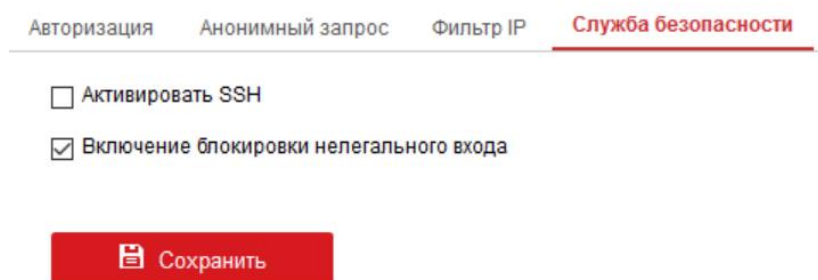 Авторизация Анонимный запрос Фильтр IP Служба безопасности
Активировать SSH
Включение блокировки нелегального входа
Сохранить